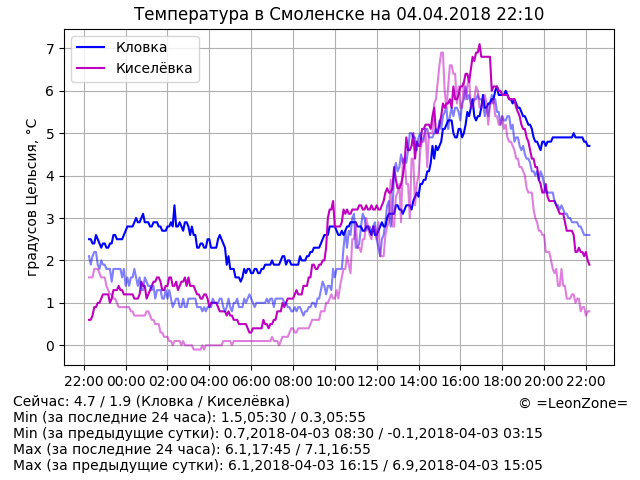 Температура в Смоленске на 04.04.2018 22:10
Кловка
Киселёвка
градусов Цельсия, °C
7
6
5
4
3
2
1
0
22:00 00:00 02:00 04:00 06:00 08:00 10:00 12:00 14:00 16:00 18:00 20:00 22:00
Сейчас: 4.7 / 1.9 (Кловка / Киселёвка)
© =LeonZone=
Min (за последние 24 часа): 1.5,05:30 / 0.3,05:55
Min (за предыдущие сутки): 0.7,2018-04-03 08:30 / -0.1,2018-04-03 03:15
Max (за последние 24 часа): 6.1,17:45 / 7.1,16:55
Max (за предыдущие сутки): 6.1,2018-04-03 16:15 / 6.9,2018-04-03 15:05